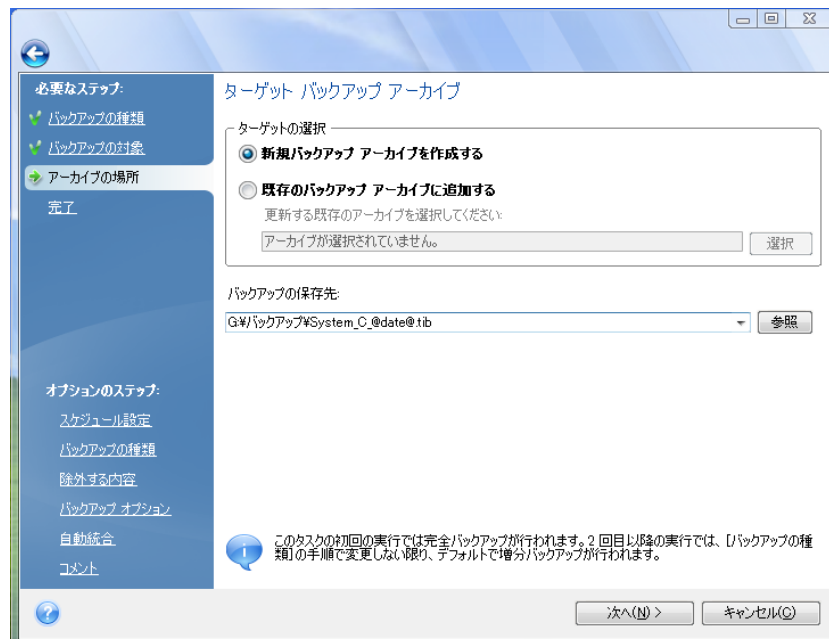 必要なステップ:
バックアップの種類
バックアップの対象
アーカイブの場所
完了
オプションのステップ:
スケジュール設定
バックアップの種類
除外する内容
バックアップ オプション
自動統合
コメント
ターゲット バックアップ アーカイブ
ターゲットの選択
新規バックアップ アーカイブを作成する
既存のバックアップ アーカイブに追加する
更新する既存のアーカイブを選択してください:
アーカイブが選択されていません。
選択
バックアップの保存先:
G:¥バックアップ¥System_C_@date@.tib
参照
このタスクの初回の実行では完全バックアップが行われます。2 回目以降の実行では、[バックアップの種
類]の手順で変更しない限り、デフォルトで増分バックアップが行われます。
次へ(N) >
キャンセル(C)